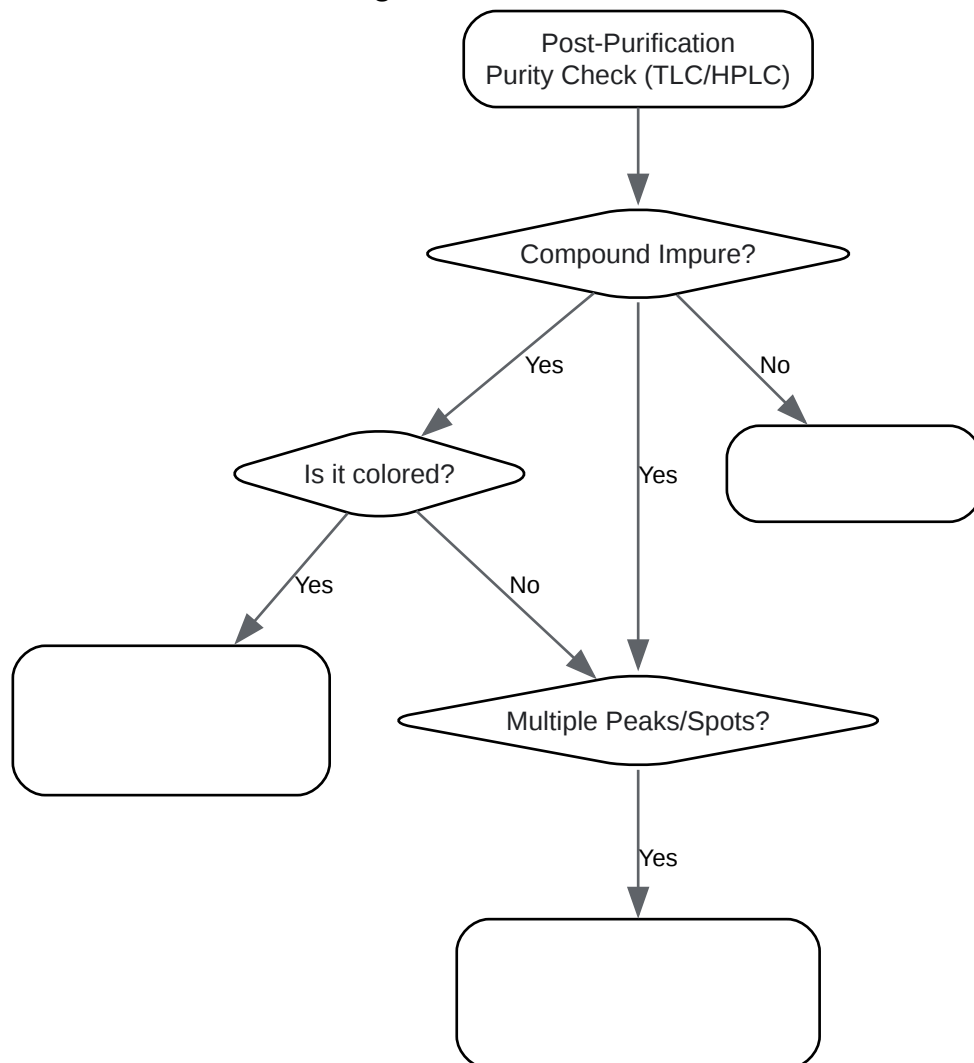 Post-Purification
Purity Check (TLC/HPLC)
Compound Impure?
Yes
No
Is it colored?
Yes
Yes
No
Multiple Peaks/Spots?
Yes